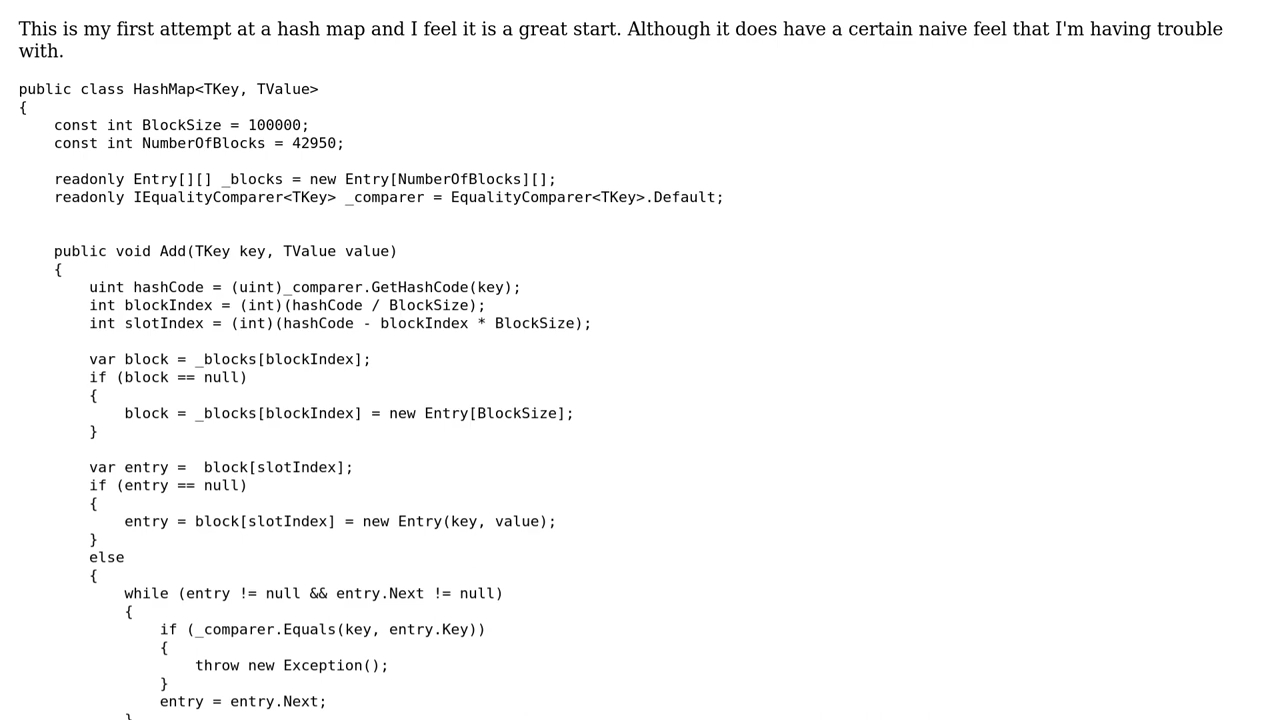 This is my first attempt at a hash map and I feel it is a great start. Although it does have a certain naive feel that I'm having trouble
with.
public class HashMap<TKey, TValue>
{
    const int BlockSize = 100000;
    const int NumberOfBlocks = 42950;

    readonly Entry[][] _blocks = new Entry[NumberOfBlocks][];
    readonly IEqualityComparer<TKey> _comparer = EqualityComparer<TKey>.Default;


    public void Add(TKey key, TValue value)
    {
        uint hashCode = (uint)_comparer.GetHashCode(key);
        int blockIndex = (int)(hashCode / BlockSize);
        int slotIndex = (int)(hashCode - blockIndex * BlockSize);

        var block = _blocks[blockIndex];
        if (block == null)
        {
            block = _blocks[blockIndex] = new Entry[BlockSize];
        }

        var entry =  block[slotIndex];
        if (entry == null)
        {
            entry = block[slotIndex] = new Entry(key, value);
        }
        else
        {
            while (entry != null && entry.Next != null)
            {
                if (_comparer.Equals(key, entry.Key))
                {
                    throw new Exception();
                }
                entry = entry.Next;
            }